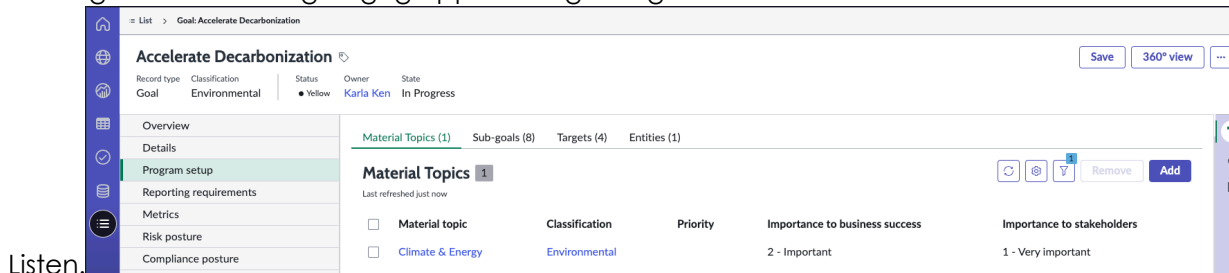 List > Goal: Accelerate Decarbonization
Accelerate Decarbonization
Save 360° view ...
Record type Classification Status Owner State
Goal Environmental Yellow Karla Ken In Progress
Overview
Details
Program setup
Reporting requirements
Metrics
Risk posture
Compliance posture
Material Topics (1) Sub-goals (8) Targets (4) Entities (1)
Material Topics 1
Last refreshed just now
1
Remove Add
Material topic Classification Priority Importance to business success Importance to stakeholders
Climate & Energy Environmental 2 - Important 1 - Very important
Listen.